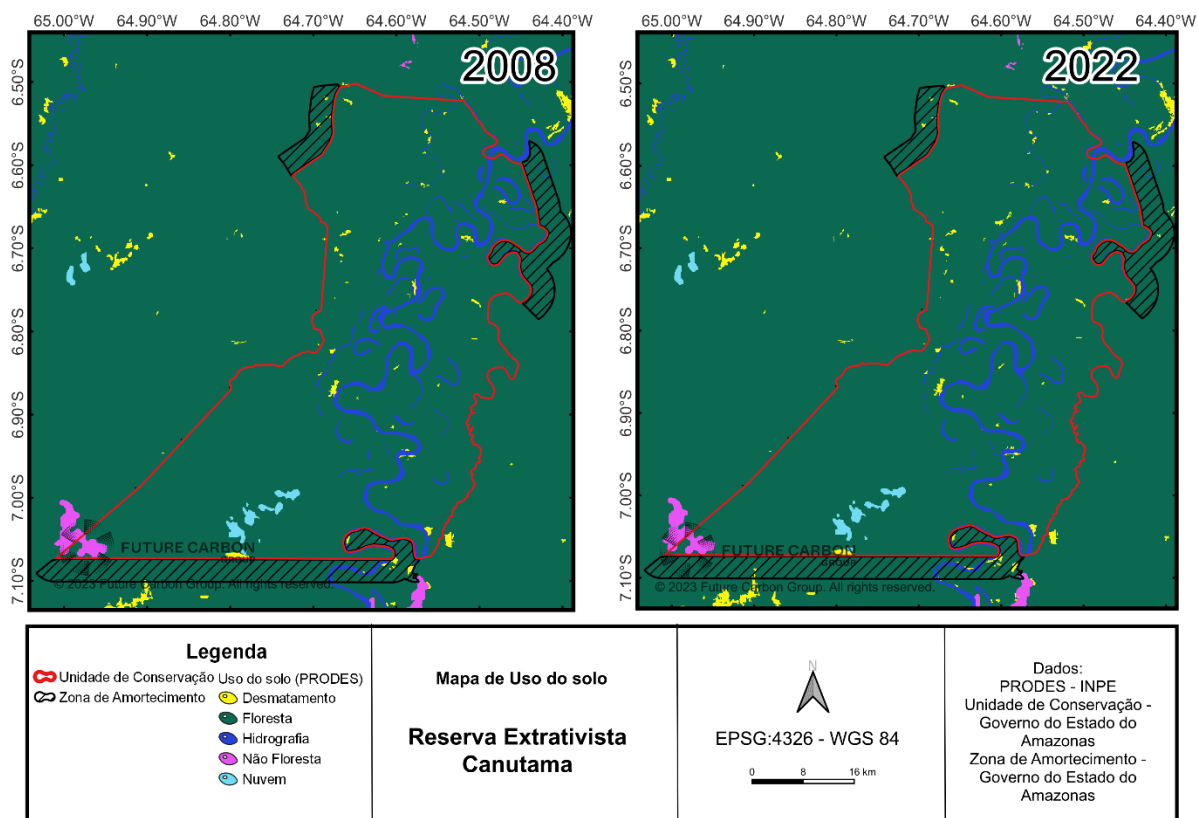 65.00°W 64.90°W 64.80°W 64.70°W 64.60°W 64.50°W 64.40°W
65.00°W 64.90°W 64.80°W 64.70°W 64.60°W 64.50°W 64.40°W
2008
2022
6.50°S
6.60°S
6.70°S
6.80°S
6.90°S
7.00°S
7.10°S
6.50°S
6.60°S
6.70°S
6.80°S
6.90°S
7.00°S
7.10°S
FUTURE CARBON
GROUP
© 2023 Future Carbon Group. All rights reserved.
FUTURE CARBON
GROUP
© 2023 Future Carbon Group. All rights reserved.
Legenda
Unidade de Conservação
Zona de Amortecimento
Uso do solo (PRODES)
Desmatamento
Floresta
Hidrografia
Não Floresta
Nuvem
Mapa de Uso do solo
Reserva Extrativista
Canutama
N
EPSG:4326 - WGS 84
0 8 16 km
Dados:
PRODES - INPE
Unidade de Conservação -
Governo do Estado do
Amazonas
Zona de Amortecimento -
Governo do Estado do
Amazonas